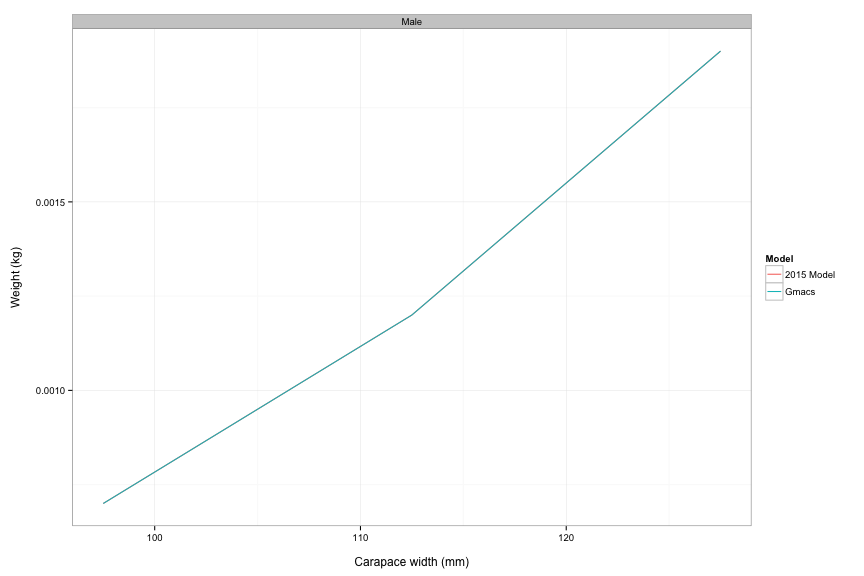 Male
0.0015
0.0010
Weight (kg)
100
110
120
Carapace width (mm)
Model
2015 Model
Gmacs